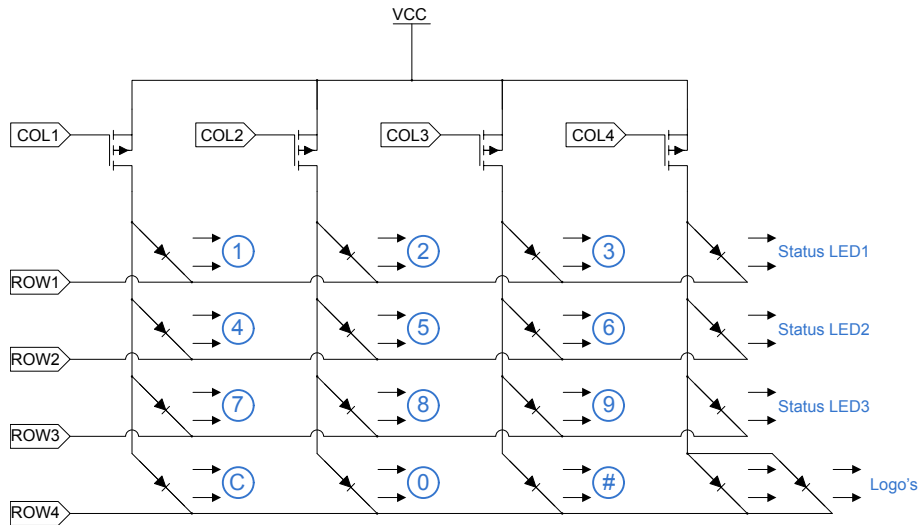 VCC
COL1 COL2 COL3 COL4
1 2 3 Status LED1
ROW1
4 5 6 Status LED2
ROW2
7 8 9 Status LED3
ROW3
C 0 # Logo's
ROW4